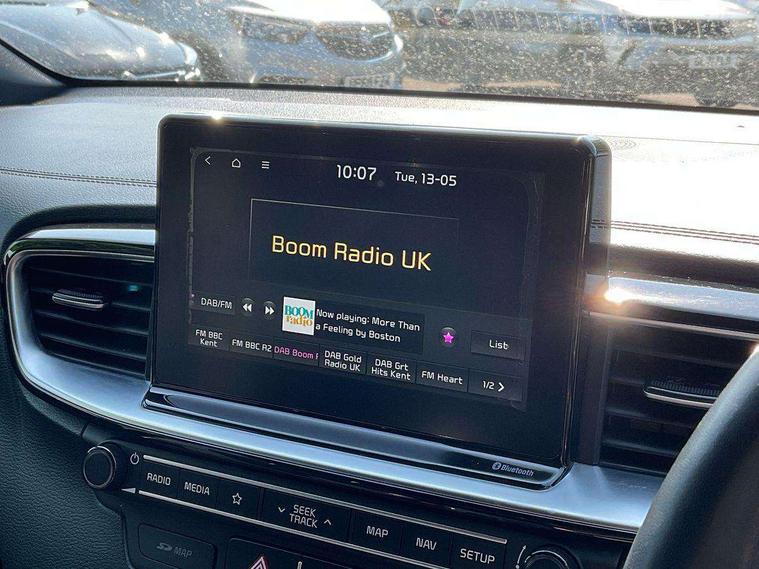 10:07 Tue, 13-05
Boom Radio UK
DAB/FM
BOOM
radio
Now playing: More Than
a Feeling by Boston
List
FM BBC
Kent
FM BBC R2
DAB Boom
DAB Gold
Radio UK
DAB Grt
Hits Kent
FM Heart
1/2
Bluetooth
RADIO
MEDIA
SEEK
TRACK
MAP
NAV
SETUP
SD MAP